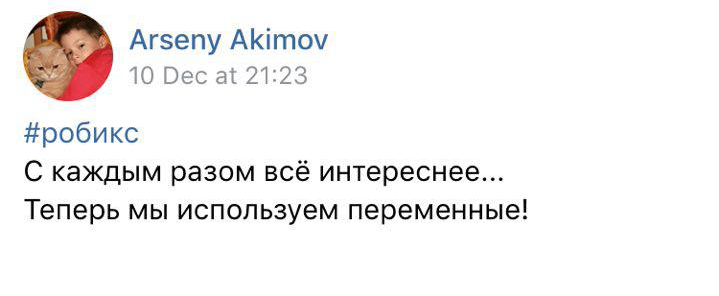 Arseny Akimov
10 Dec at 21:23
#робикс
С каждым разом всё интереснее...
Теперь мы используем переменные!